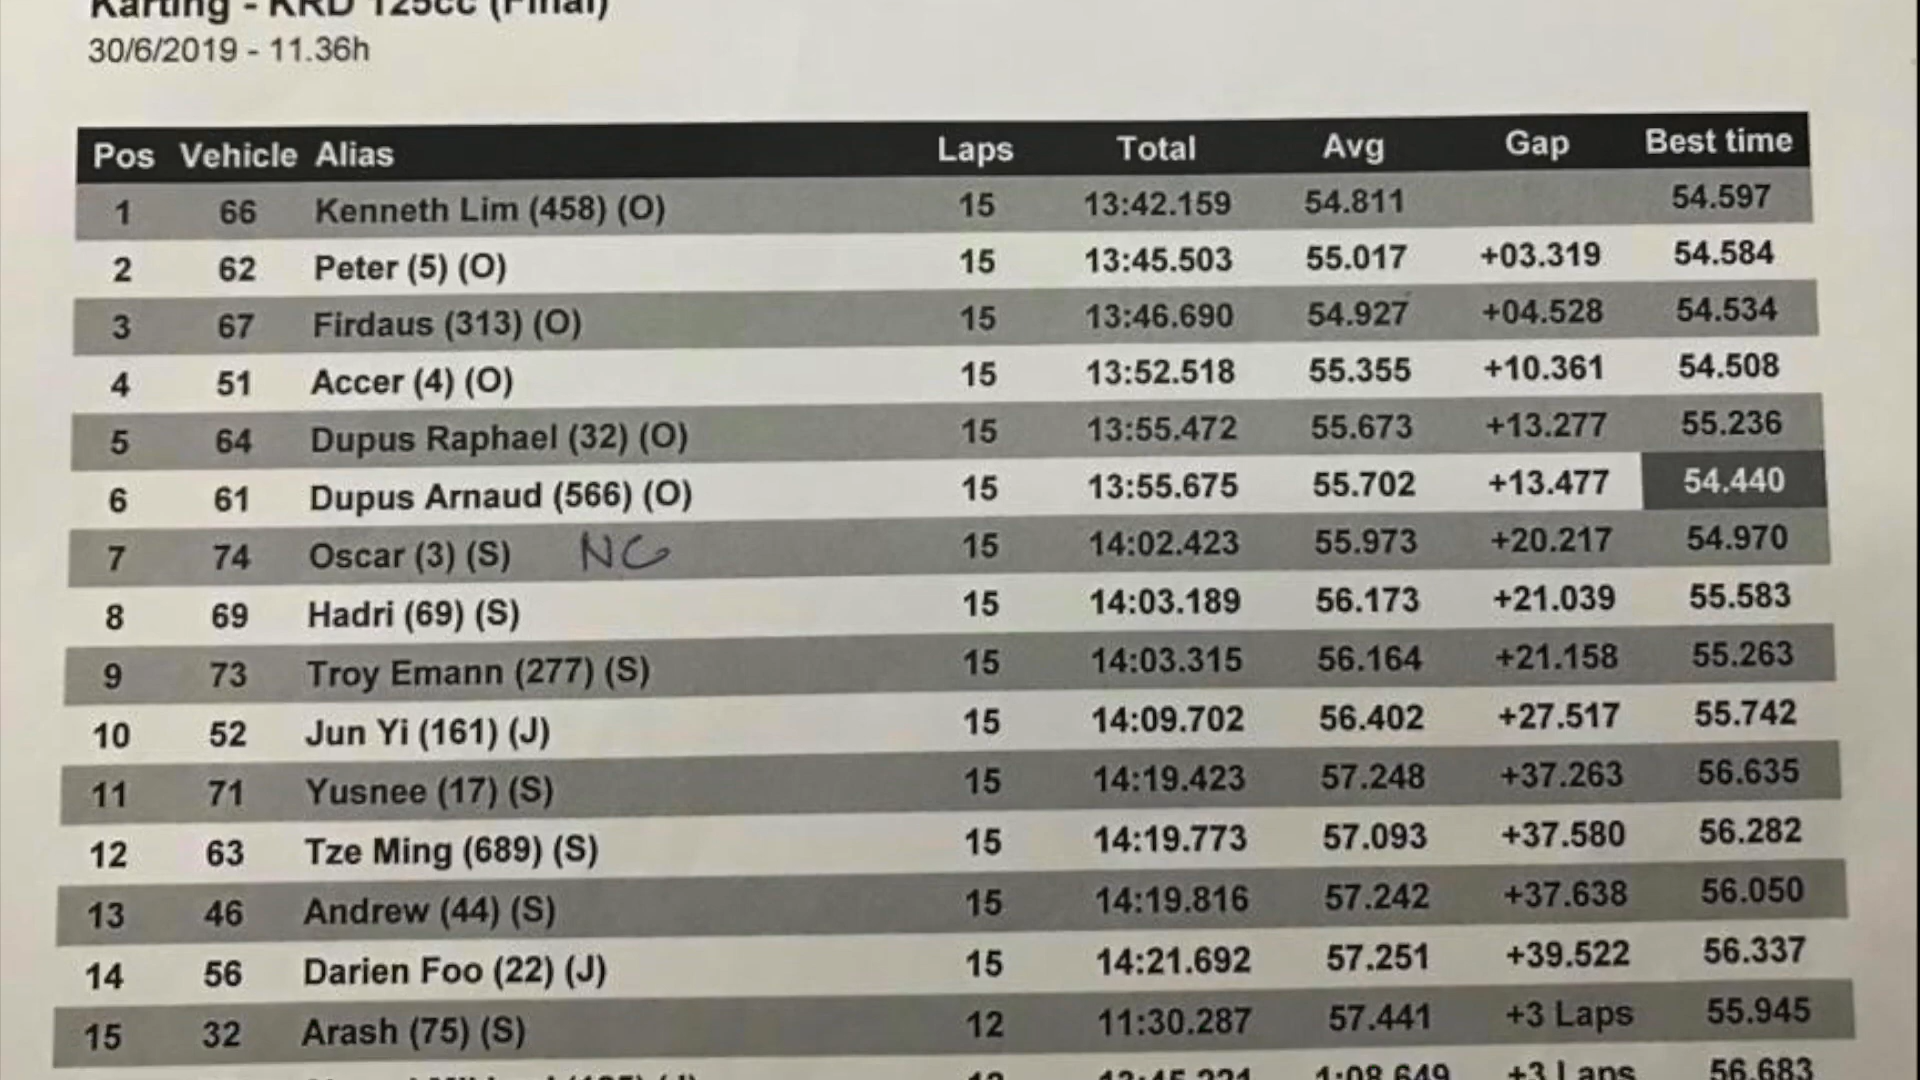 Karting - KRD 125cc (Final)
30/6/2019 - 11.36h
Pos Vehicle Alias Laps Total Avg Gap Best time
1 66 Kenneth Lim (458) (O) 15 13:42.159 54.811 54.597
2 62 Peter (5) (O) 15 13:45.503 55.017 +03.319 54.584
3 67 Firdaus (313) (O) 15 13:46.690 54.927 +04.528 54.534
4 51 Accer (4) (O) 15 13:52.518 55.355 +10.361 54.508
5 64 Dupus Raphael (32) (O) 15 13:55.472 55.673 +13.277 55.236
6 61 Dupus Arnaud (566) (O) 15 13:55.675 55.702 +13.477 54.440
7 74 Oscar (3) (S) NG 15 14:02.423 55.973 +20.217 54.970
8 69 Hadri (69) (S) 15 14:03.189 56.173 +21.039 55.583
9 73 Troy Emann (277) (S) 15 14:03.315 56.164 +21.158 55.263
10 52 Jun Yi (161) (J) 15 14:09.702 56.402 +27.517 55.742
11 71 Yusnee (17) (S) 15 14:19.423 57.248 +37.263 56.635
12 63 Tze Ming (689) (S) 15 14:19.773 57.093 +37.580 56.282
13 46 Andrew (44) (S) 15 14:19.816 57.242 +37.638 56.050
14 56 Darien Foo (22) (J) 15 14:21.692 57.251 +39.522 56.337
15 32 Arash (75) (S) 12 11:30.287 57.441 +3 Laps 55.945
1:08.649 +3 Laps 56.683